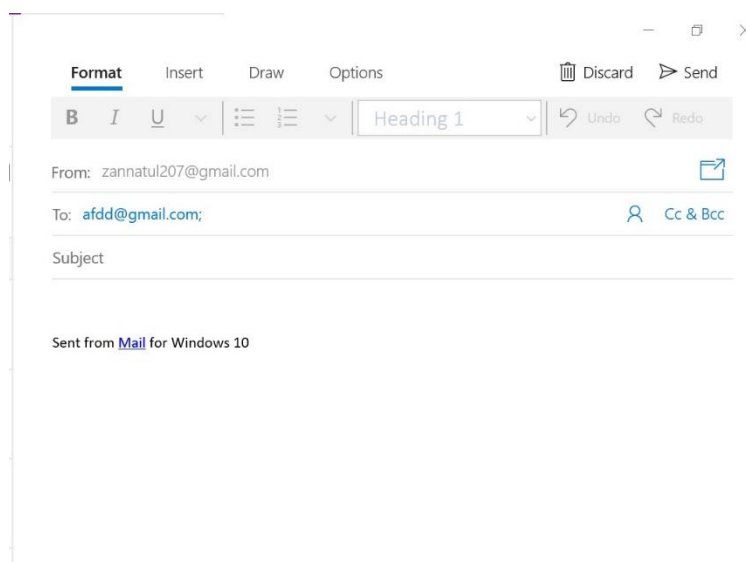 Format Insert Draw Options Discard Send
B I U Heading 1 Undo Redo
From: zannatul207@gmail.com
To: afdd@gmail.com; Cc & Bcc
Subject
Sent from Mail for Windows 10